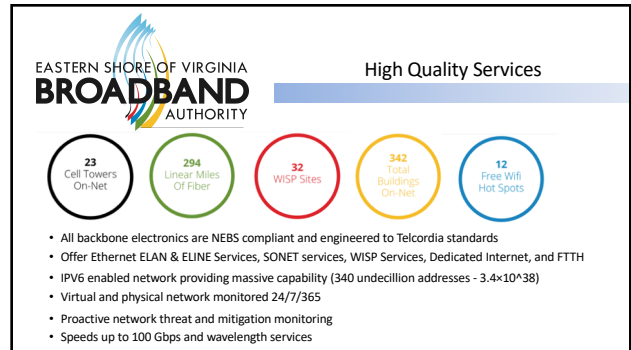 EASTERN SHORE OF VIRGINIA
BROADBAND
AUTHORITY
High Quality Services
23
Cell Towers
On-Net
294
Linear Miles
Of Fiber
32
WISP Sites
342
Total
Buildings
On-Net
12
Free Wifi
Hot Spots
• All backbone electronics are NEBS compliant and engineered to Telcordia standards
• Offer Ethernet ELAN & ELINE Services, SONET services, WISP Services, Dedicated Internet, and FTTH
• IPV6 enabled network providing massive capability (340 undecillion addresses - 3.4×10^38)
• Virtual and physical network monitored 24/7/365
• Proactive network threat and mitigation monitoring
• Speeds up to 100 Gbps and wavelength services